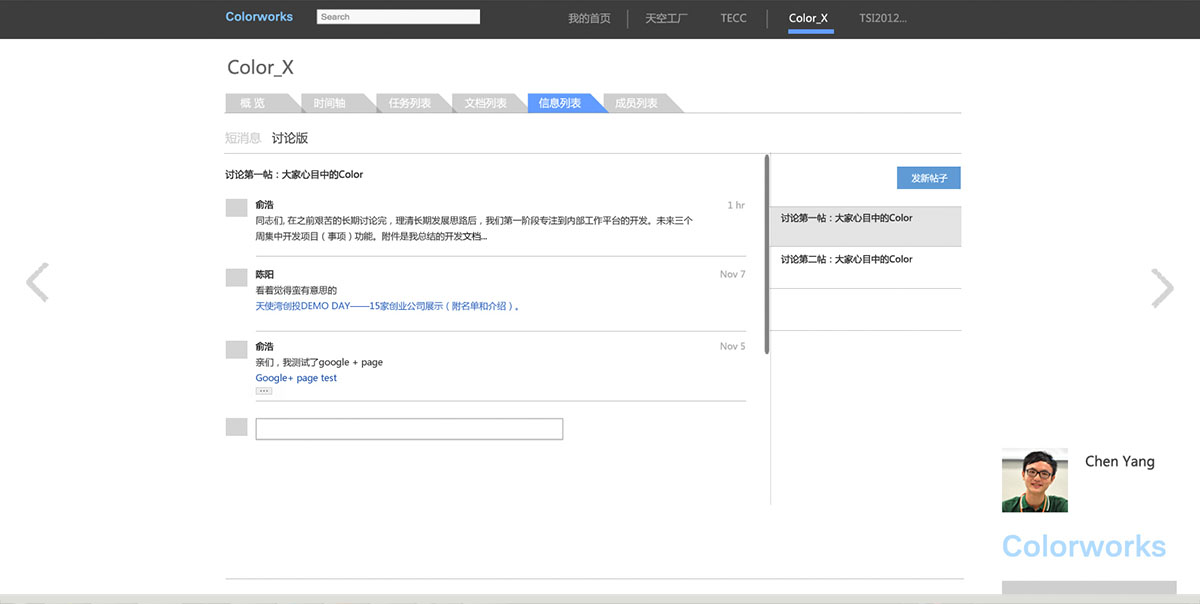 Colorworks
Search
我的首页
天空工厂
TECC
Color_X
TSI2012...
Color_X
概 览
时间轴
任务列表
文档列表
信息列表
成员列表
短消息 讨论版
讨论第一帖：大家心目中的Color
俞浩
1 hr
同志们, 在之前艰苦的长期讨论完，理清长期发展思路后，我们第一阶段专注到内部工作平台的开发。未来三个
周集中开发项目（事项）功能。附件是我总结的开发文档...
陈阳
Nov 7
看着觉得蛮有意思的
天使湾创投DEMO DAY——15家创业公司展示（附名单和介绍）。
俞浩
Nov 5
亲们，我测试了google + page
Google+ page test
发新帖子
讨论第一帖：大家心目中的Color
讨论第二帖：大家心目中的Color
Chen Yang
Colorworks